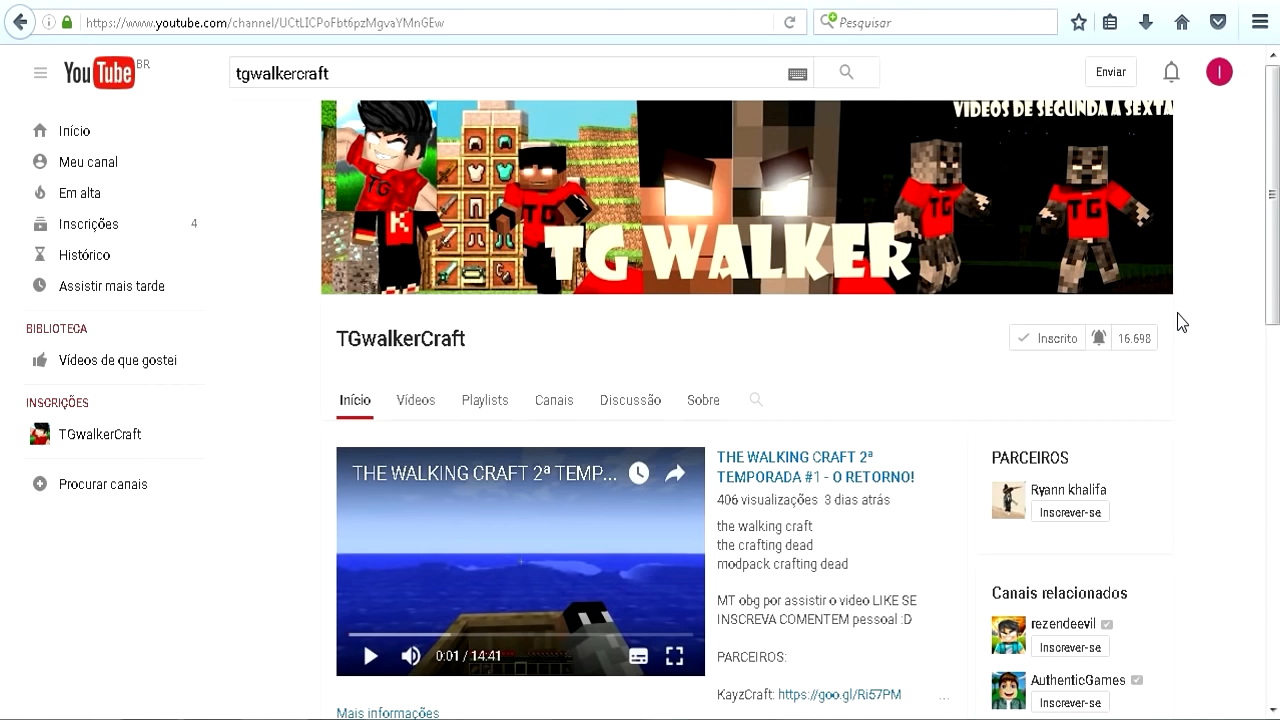 https://www.youtube.com/channel/UCtLICPoFbt6pzMgvaYMnGEw
Pesquisar
YouTube BR
tgwalkercraft
Enviar
I
Início
Meu canal
Em alta
Inscrições 4
Histórico
Assistir mais tarde
BIBLIOTECA
Vídeos de que gostei
INSCRIÇÕES
TGwalkerCraft
Procurar canais
VIDEOS DE SEGUNDA A SEXTA
TG
K
TG
TG
TG
TG WALKER
TGwalkerCraft
Inscrito 16.698
Início Vídeos Playlists Canais Discussão Sobre
THE WALKING CRAFT 2ª TEMP...
0:01 / 14:41
Mais informações
THE WALKING CRAFT 2ª
TEMPORADA #1 - O RETORNO!
406 visualizações 3 dias atrás
the walking craft
the crafting dead
modpack crafting dead
MT obg por assistir o video LIKE SE
INSCREVA COMENTEM pessoal :D
PARCEIROS:
KayzCraft: https://goo.gl/Ri57PM ...
PARCEIROS
Ryann khalifa
Inscrever-se
Canais relacionados
rezendeevil
Inscrever-se
AuthenticGames
Inscrever-se